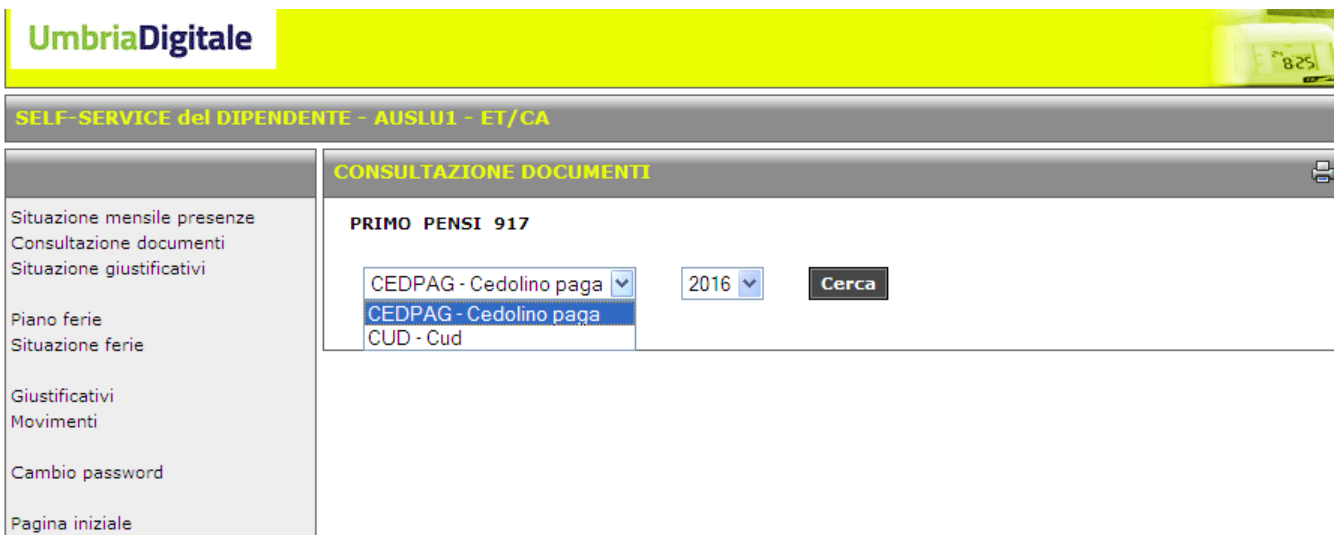 UmbriaDigitale
825
SELF-SERVICE del DIPENDENTE - AUSLU1 - ET/CA
CONSULTAZIONE DOCUMENTI
Situazione mensile presenze
Consultazione documenti
Situazione giustificativi
Piano ferie
Situazione ferie
Giustificativi
Movimenti
Cambio password
Pagina iniziale
PRIMO PENSI 917
CEDPAG - Cedolino paga 2016 Cerca
CEDPAG - Cedolino paga
CUD - Cud